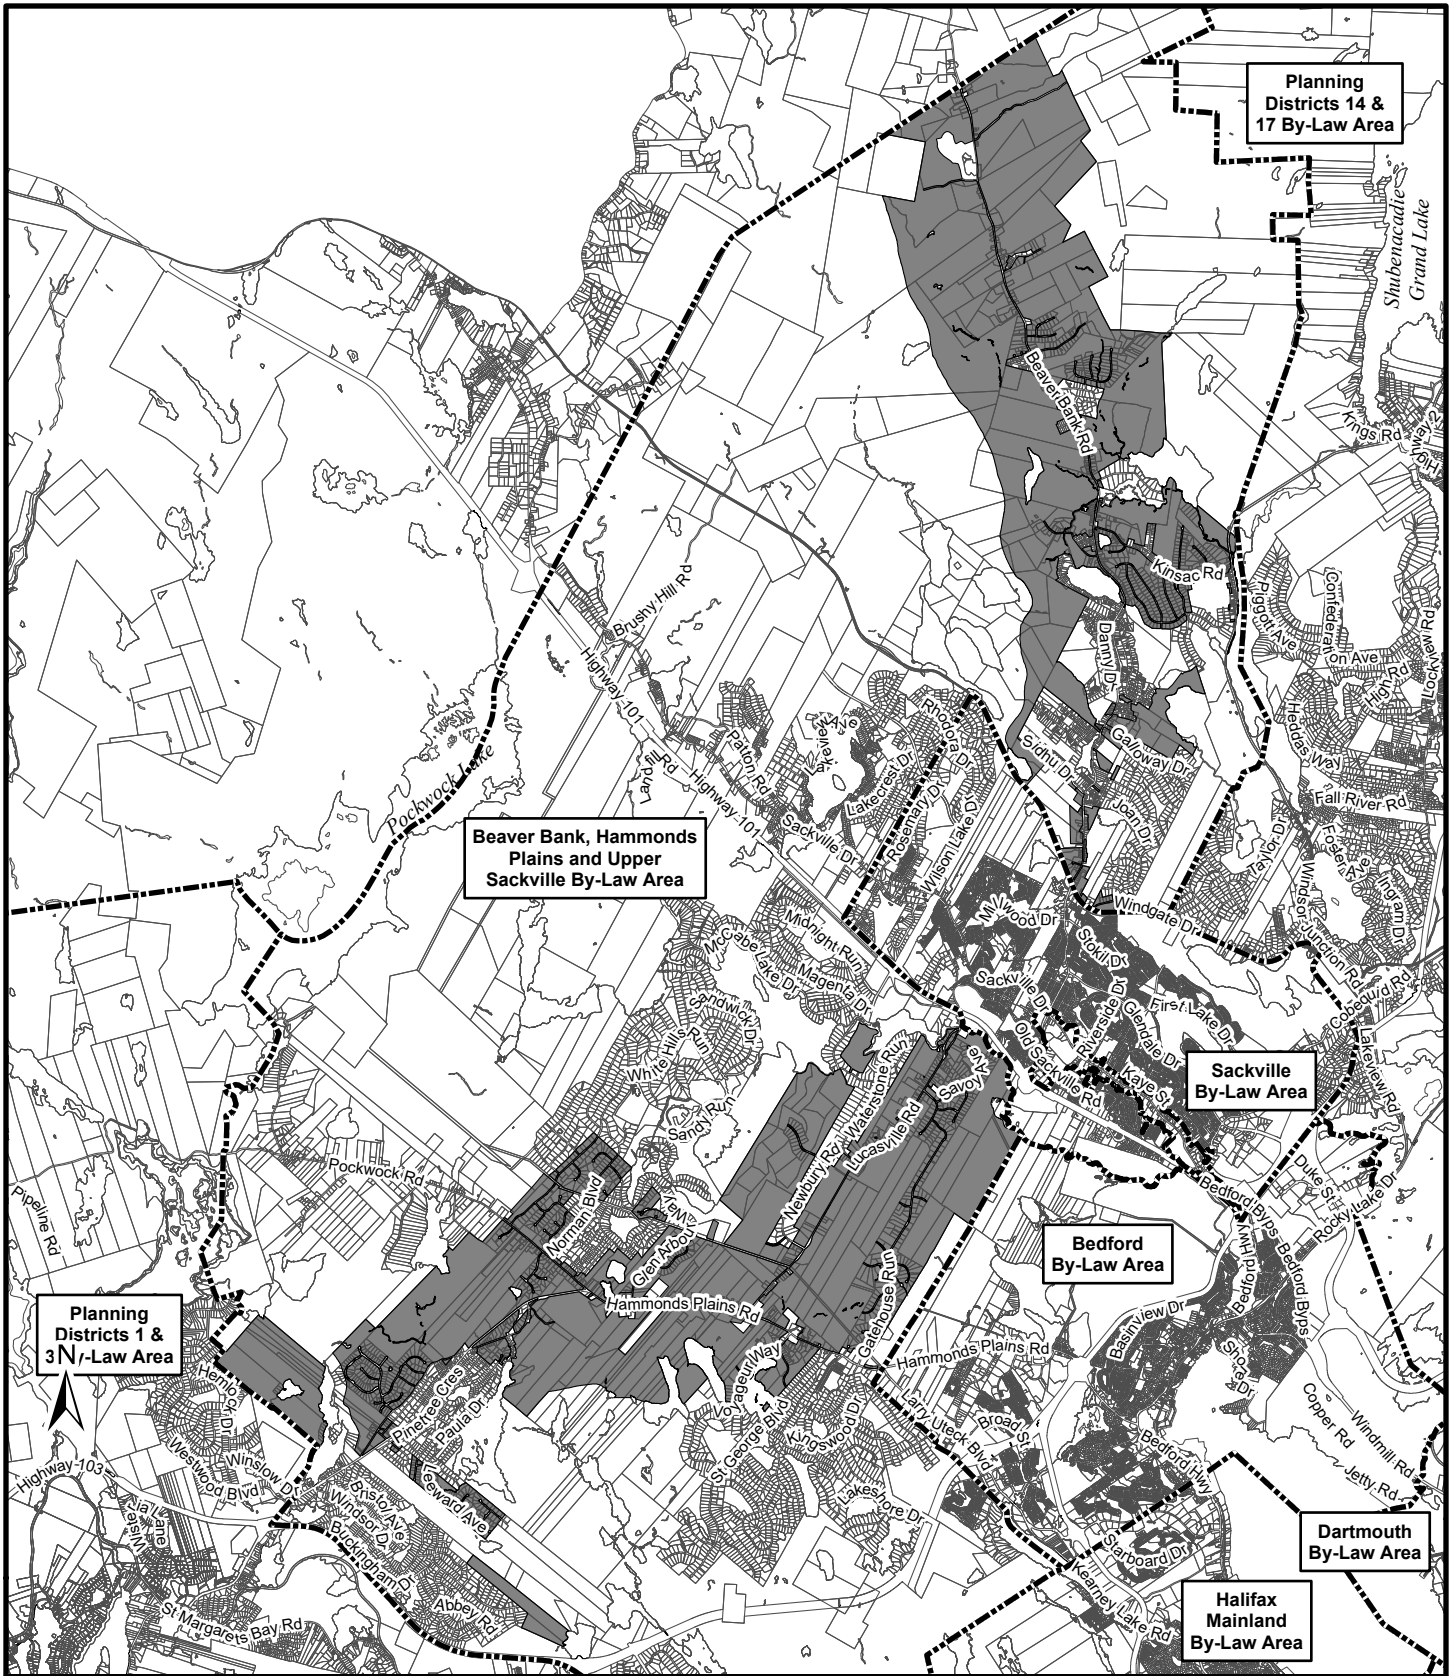 Planning
Districts 14 &
17 By-Law Area
Shubenacadie
Grand Lake
Beaver Bank Rd
Kings Rd
Kinsac Rd
Piggott Ave
Confederation Ave
High Rd
Lockview Rd
Danny Dr
Brushy Hill Rd
Highway 101
Heddas Way
Rhodora Dr
Patton Rd
Sidhu Dr
Galloway Dr
Landfill Rd
Pockwock Lake
Highway 101
Lakecrest Dr
Rosemary Dr
Wilson Lake Dr
Joan Dr
Fall River Rd
Sackville Dr
Taylor Dr
Foster Ave
Ingram Dr
Windsor Junction Rd
Beaver Bank, Hammonds
Plains and Upper
Sackville By-Law Area
Millwood Dr
Windgate Dr
Midnight Run
McCabe Lake Dr
Stokil Dr
Magenta Dr
Sackville Dr
Sandwick Dr
First Lake Dr
Cobequid Rd
Riverside Dr
Glendale Dr
White Hills Run
Old Sackville Rd
Lakeview Rd
Sackville
By-Law Area
Kaye St
Savoy Ave
Waterstone Run
Sandy Run
Lucasville Rd
Newbury Rd
Pockwock Rd
Duke St
Rocky Lake Dr
Bedford Byps
Pipeline Rd
Norman Blvd
Bedford
By-Law Area
Bedford Hwy
Bedford Byps
Glen Arbour Way
Gatehouse Run
Hammonds Plains Rd
Basinview Dr
Planning
Districts 1 &
N
Hammonds Plains Rd
Shore Dr
Hemlock Dr
Voyageur Way
Pinetree Cres
Paula Dr
Larry Uteck Blvd
Broad St
Copper Rd
Windmill Rd
St George Blvd
Kingswood Dr
Bedford Hwy
Jetty Rd
Highway 103
Westwood Blvd
Winslow Dr
Leeward Ave
Bristol Ave
Windsor Dr
Lakeshore Dr
Buckingham Dr
Starboard Dr
Dartmouth
By-Law Area
Kearney Lake Rd
Halifax
Mainland
By-Law Area
Abbey Rd
St Margarets Bay Rd